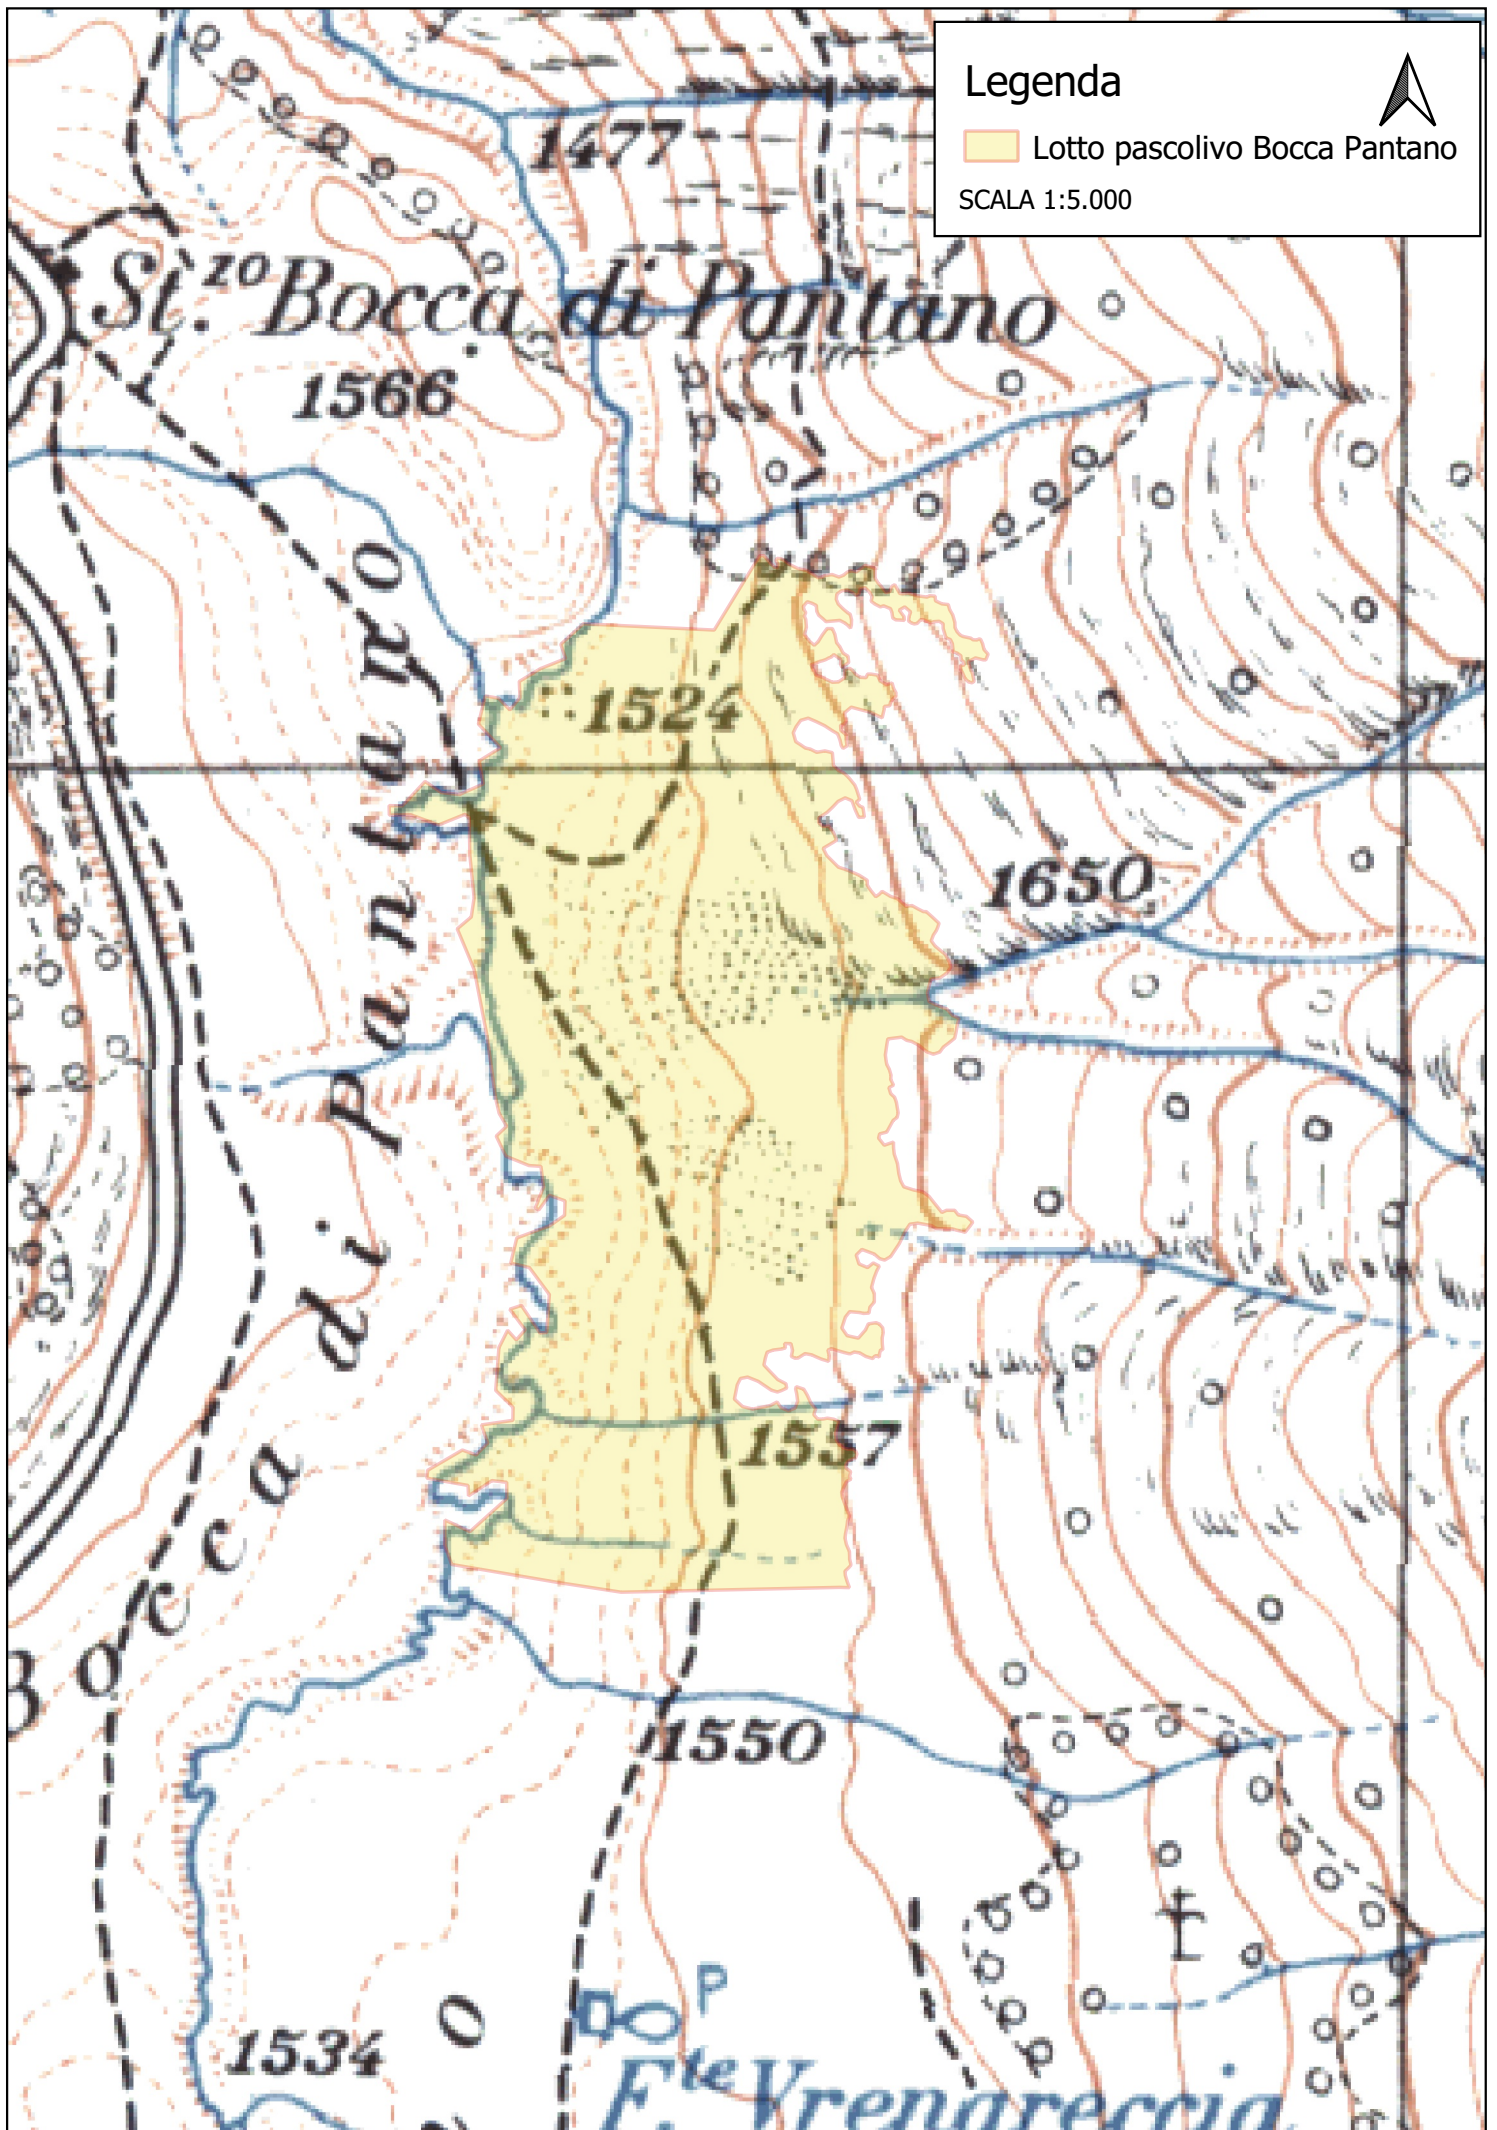 Legenda
Lotto pascolivo Bocca Pantano
SCALA 1:5.000
1477
St.zo Bocca di Pantano
1566
1524
1650
Bocca di Pantano
1557
1550
1534
P
F.te Vrengreccia
o